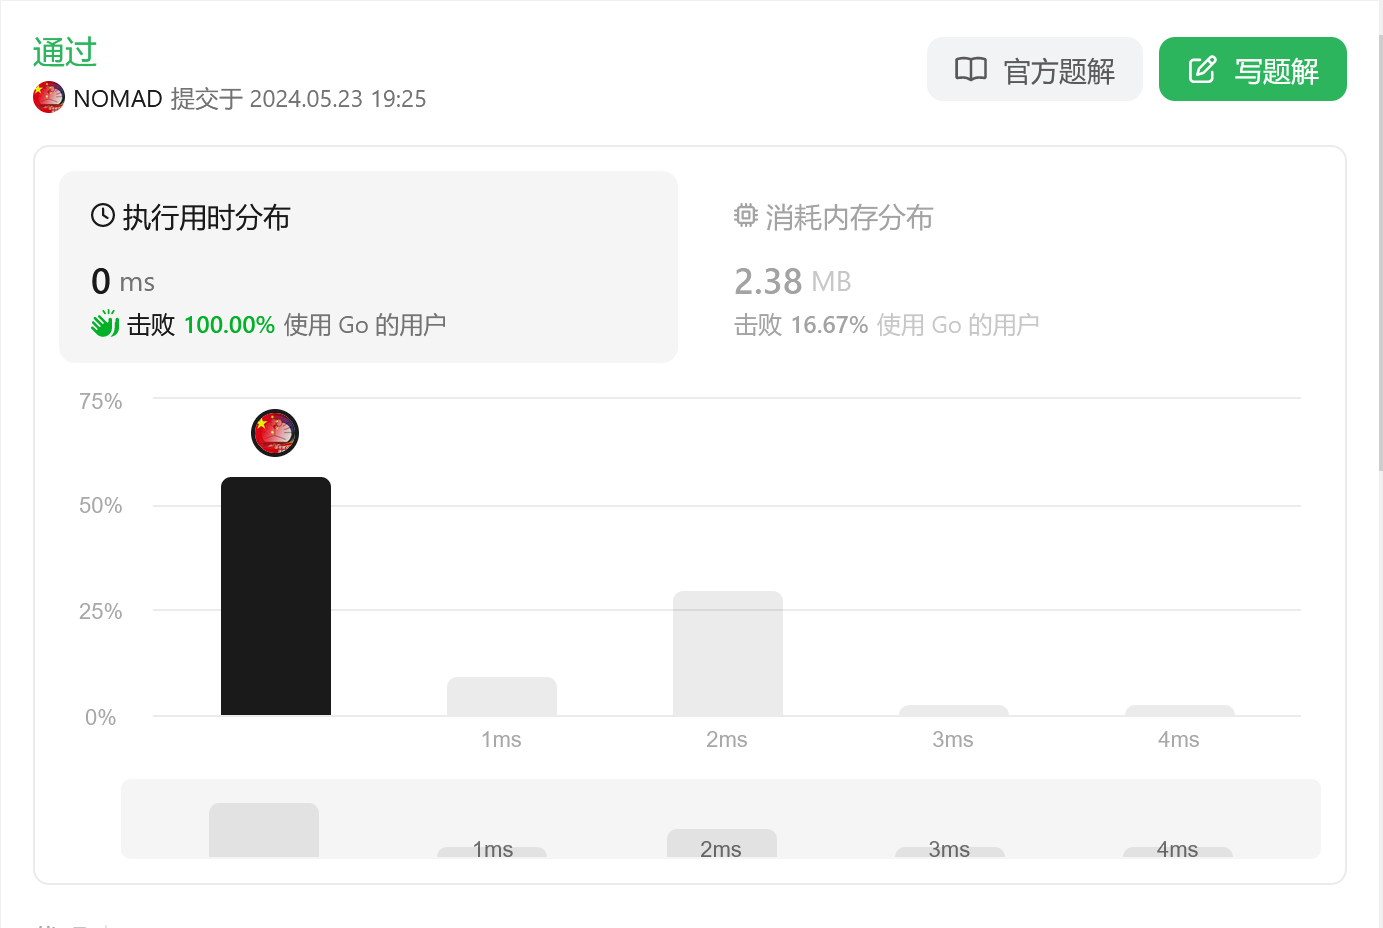 通过
NOMAD 提交于 2024.05.23 19:25
官方题解
写题解
执行用时分布
0 ms
击败 100.00% 使用 Go 的用户
消耗内存分布
2.38 MB
击败 16.67% 使用 Go 的用户
75%
50%
25%
0%
1ms
2ms
3ms
4ms
1ms
2ms
3ms
4ms